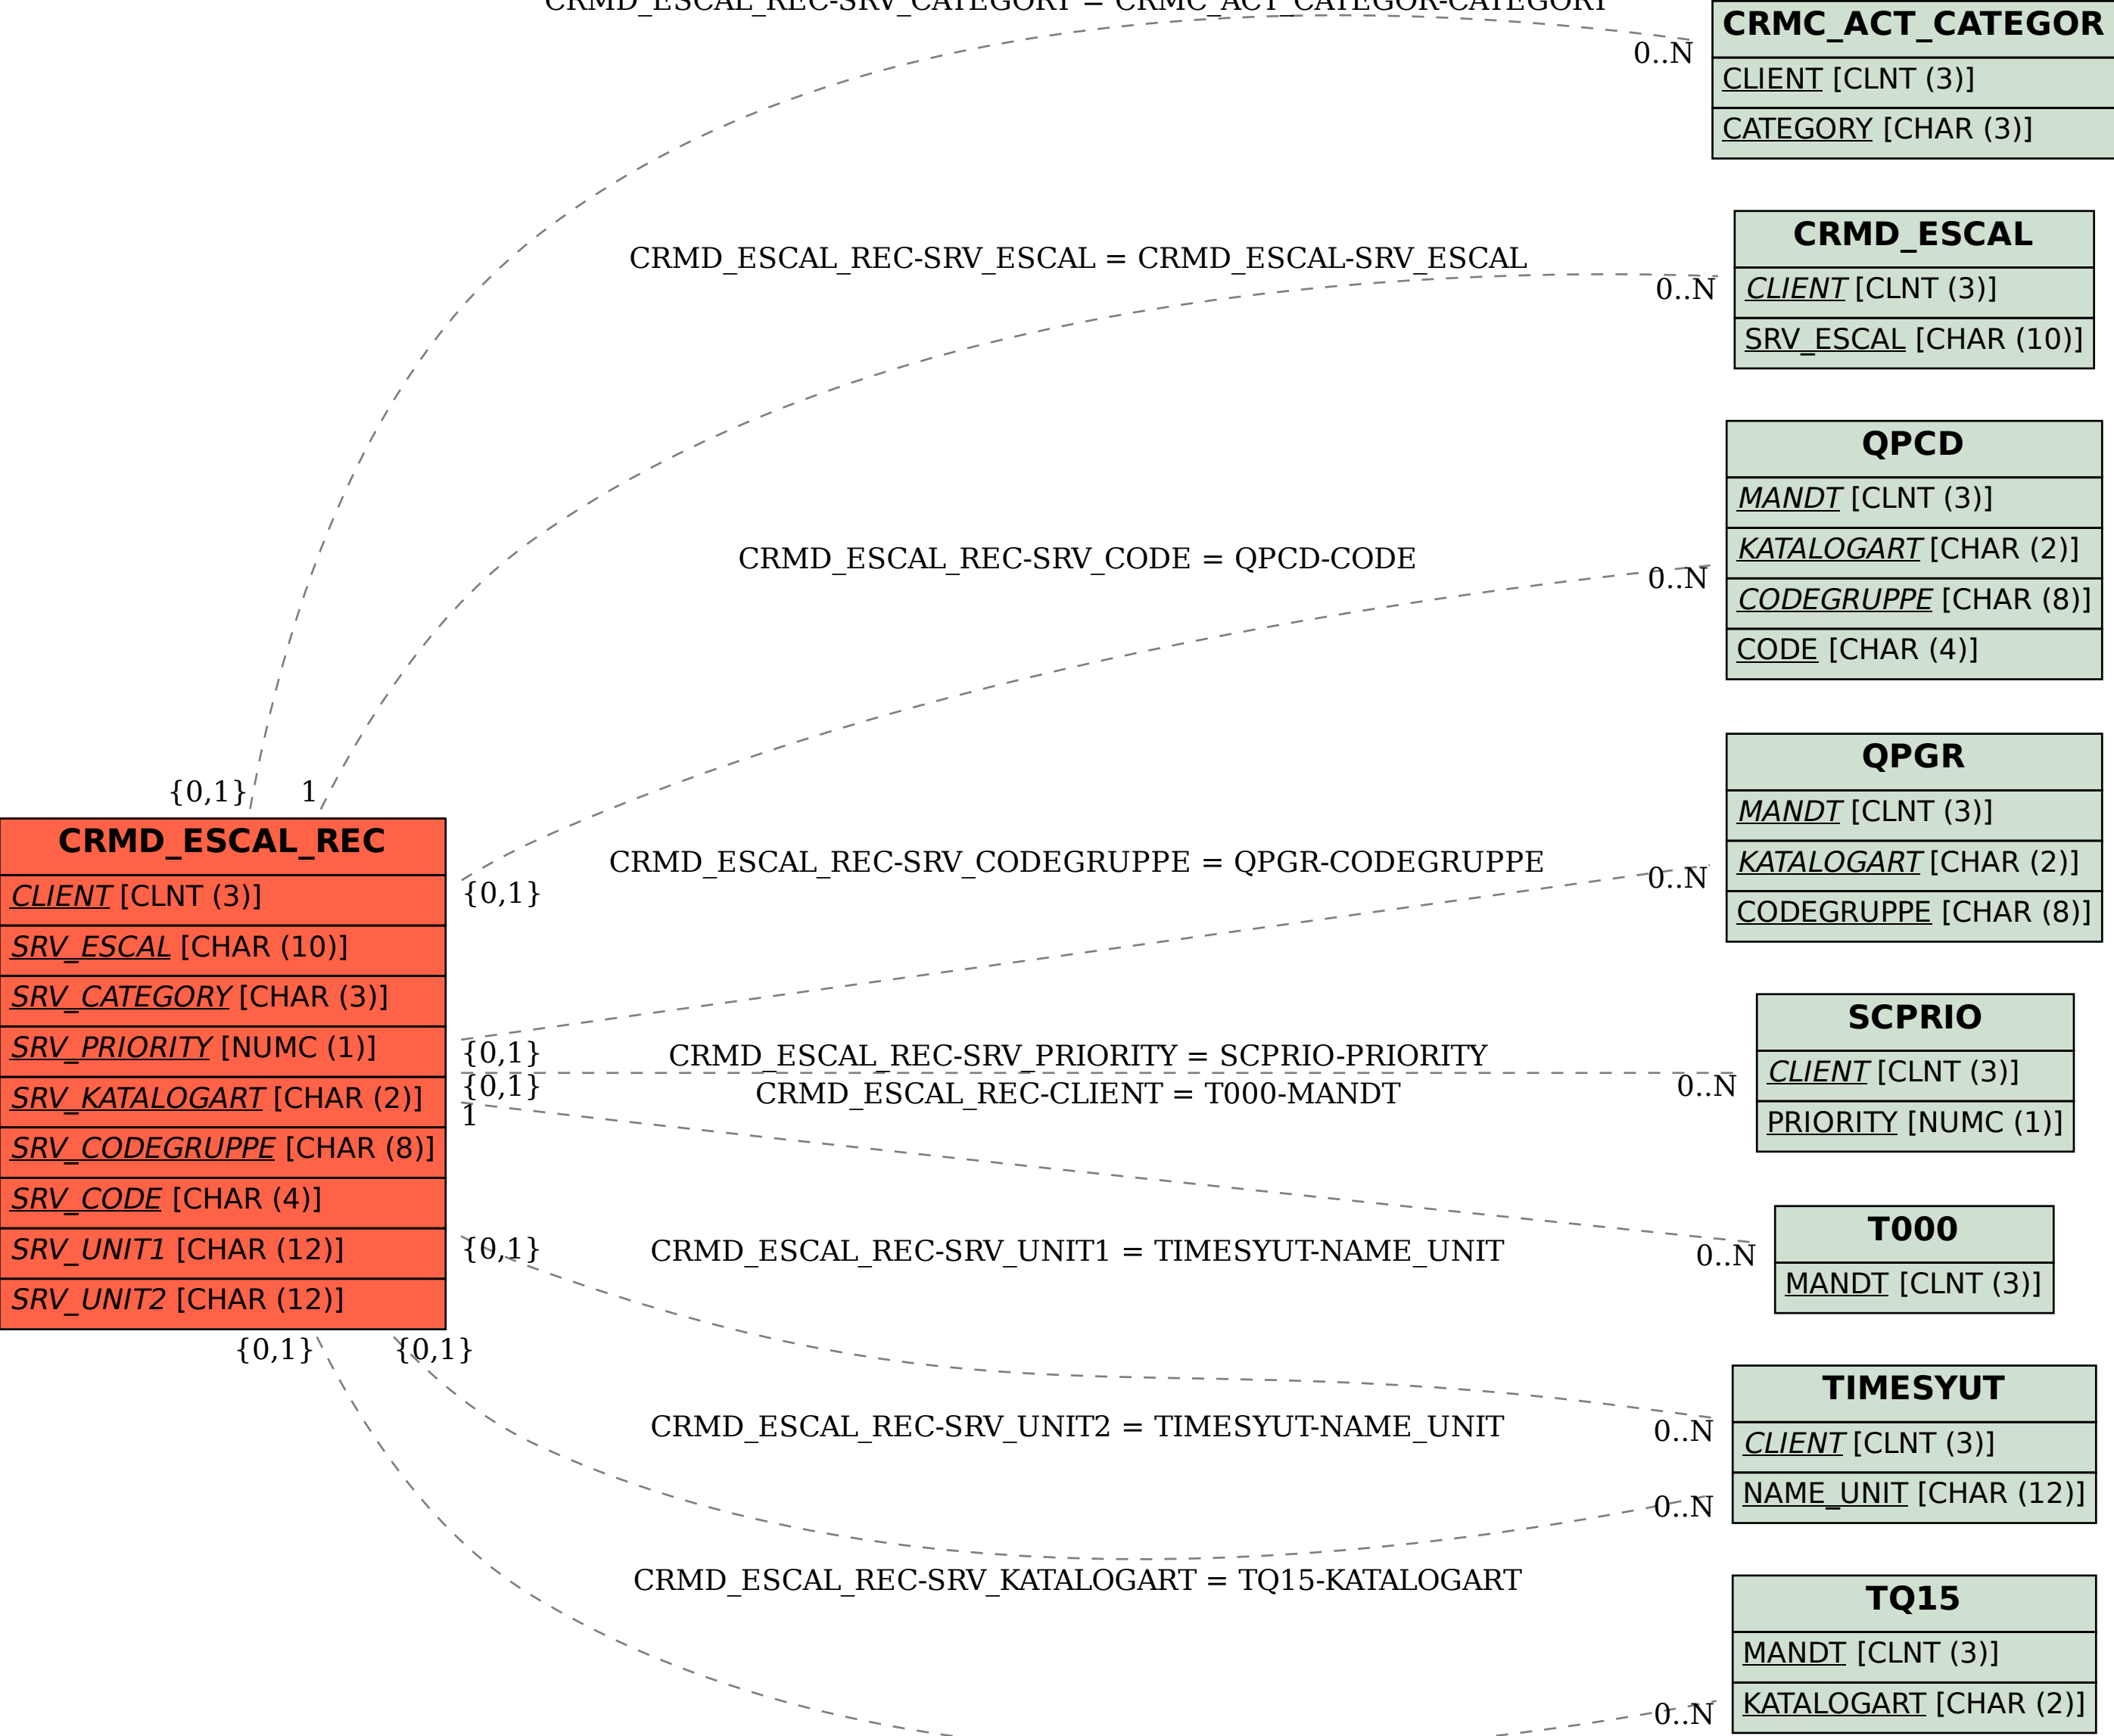 CRMD_ESCAL_REC-SRV_CATEGORY = CRMC_ACT_CATEGOR-CATEGORY
0..N
CRMC_ACT_CATEGOR
CLIENT [CLNT (3)]
CATEGORY [CHAR (3)]
CRMD_ESCAL_REC-SRV_ESCAL = CRMD_ESCAL-SRV_ESCAL
0..N
CRMD_ESCAL
CLIENT [CLNT (3)]
SRV_ESCAL [CHAR (10)]
CRMD_ESCAL_REC-SRV_CODE = QPCD-CODE
0..N
QPCD
MANDT [CLNT (3)]
KATALOGART [CHAR (2)]
CODEGRUPPE [CHAR (8)]
CODE [CHAR (4)]
{0,1}
1
{0,1}
CRMD_ESCAL_REC
CLIENT [CLNT (3)]
SRV_ESCAL [CHAR (10)]
SRV_CATEGORY [CHAR (3)]
SRV_PRIORITY [NUMC (1)]
SRV_KATALOGART [CHAR (2)]
SRV_CODEGRUPPE [CHAR (8)]
SRV_CODE [CHAR (4)]
SRV_UNIT1 [CHAR (12)]
SRV_UNIT2 [CHAR (12)]
CRMD_ESCAL_REC-SRV_CODEGRUPPE = QPGR-CODEGRUPPE
0..N
QPGR
MANDT [CLNT (3)]
KATALOGART [CHAR (2)]
CODEGRUPPE [CHAR (8)]
{0,1}
CRMD_ESCAL_REC-SRV_PRIORITY = SCPRIO-PRIORITY
{0,1}
0..N
SCPRIO
CLIENT [CLNT (3)]
PRIORITY [NUMC (1)]
1
CRMD_ESCAL_REC-CLIENT = T000-MANDT
0..N
T000
MANDT [CLNT (3)]
{0,1}
CRMD_ESCAL_REC-SRV_UNIT1 = TIMESYUT-NAME_UNIT
0..N
{0,1}
{0,1}
CRMD_ESCAL_REC-SRV_UNIT2 = TIMESYUT-NAME_UNIT
0..N
TIMESYUT
CLIENT [CLNT (3)]
NAME_UNIT [CHAR (12)]
CRMD_ESCAL_REC-SRV_KATALOGART = TQ15-KATALOGART
0..N
TQ15
MANDT [CLNT (3)]
KATALOGART [CHAR (2)]